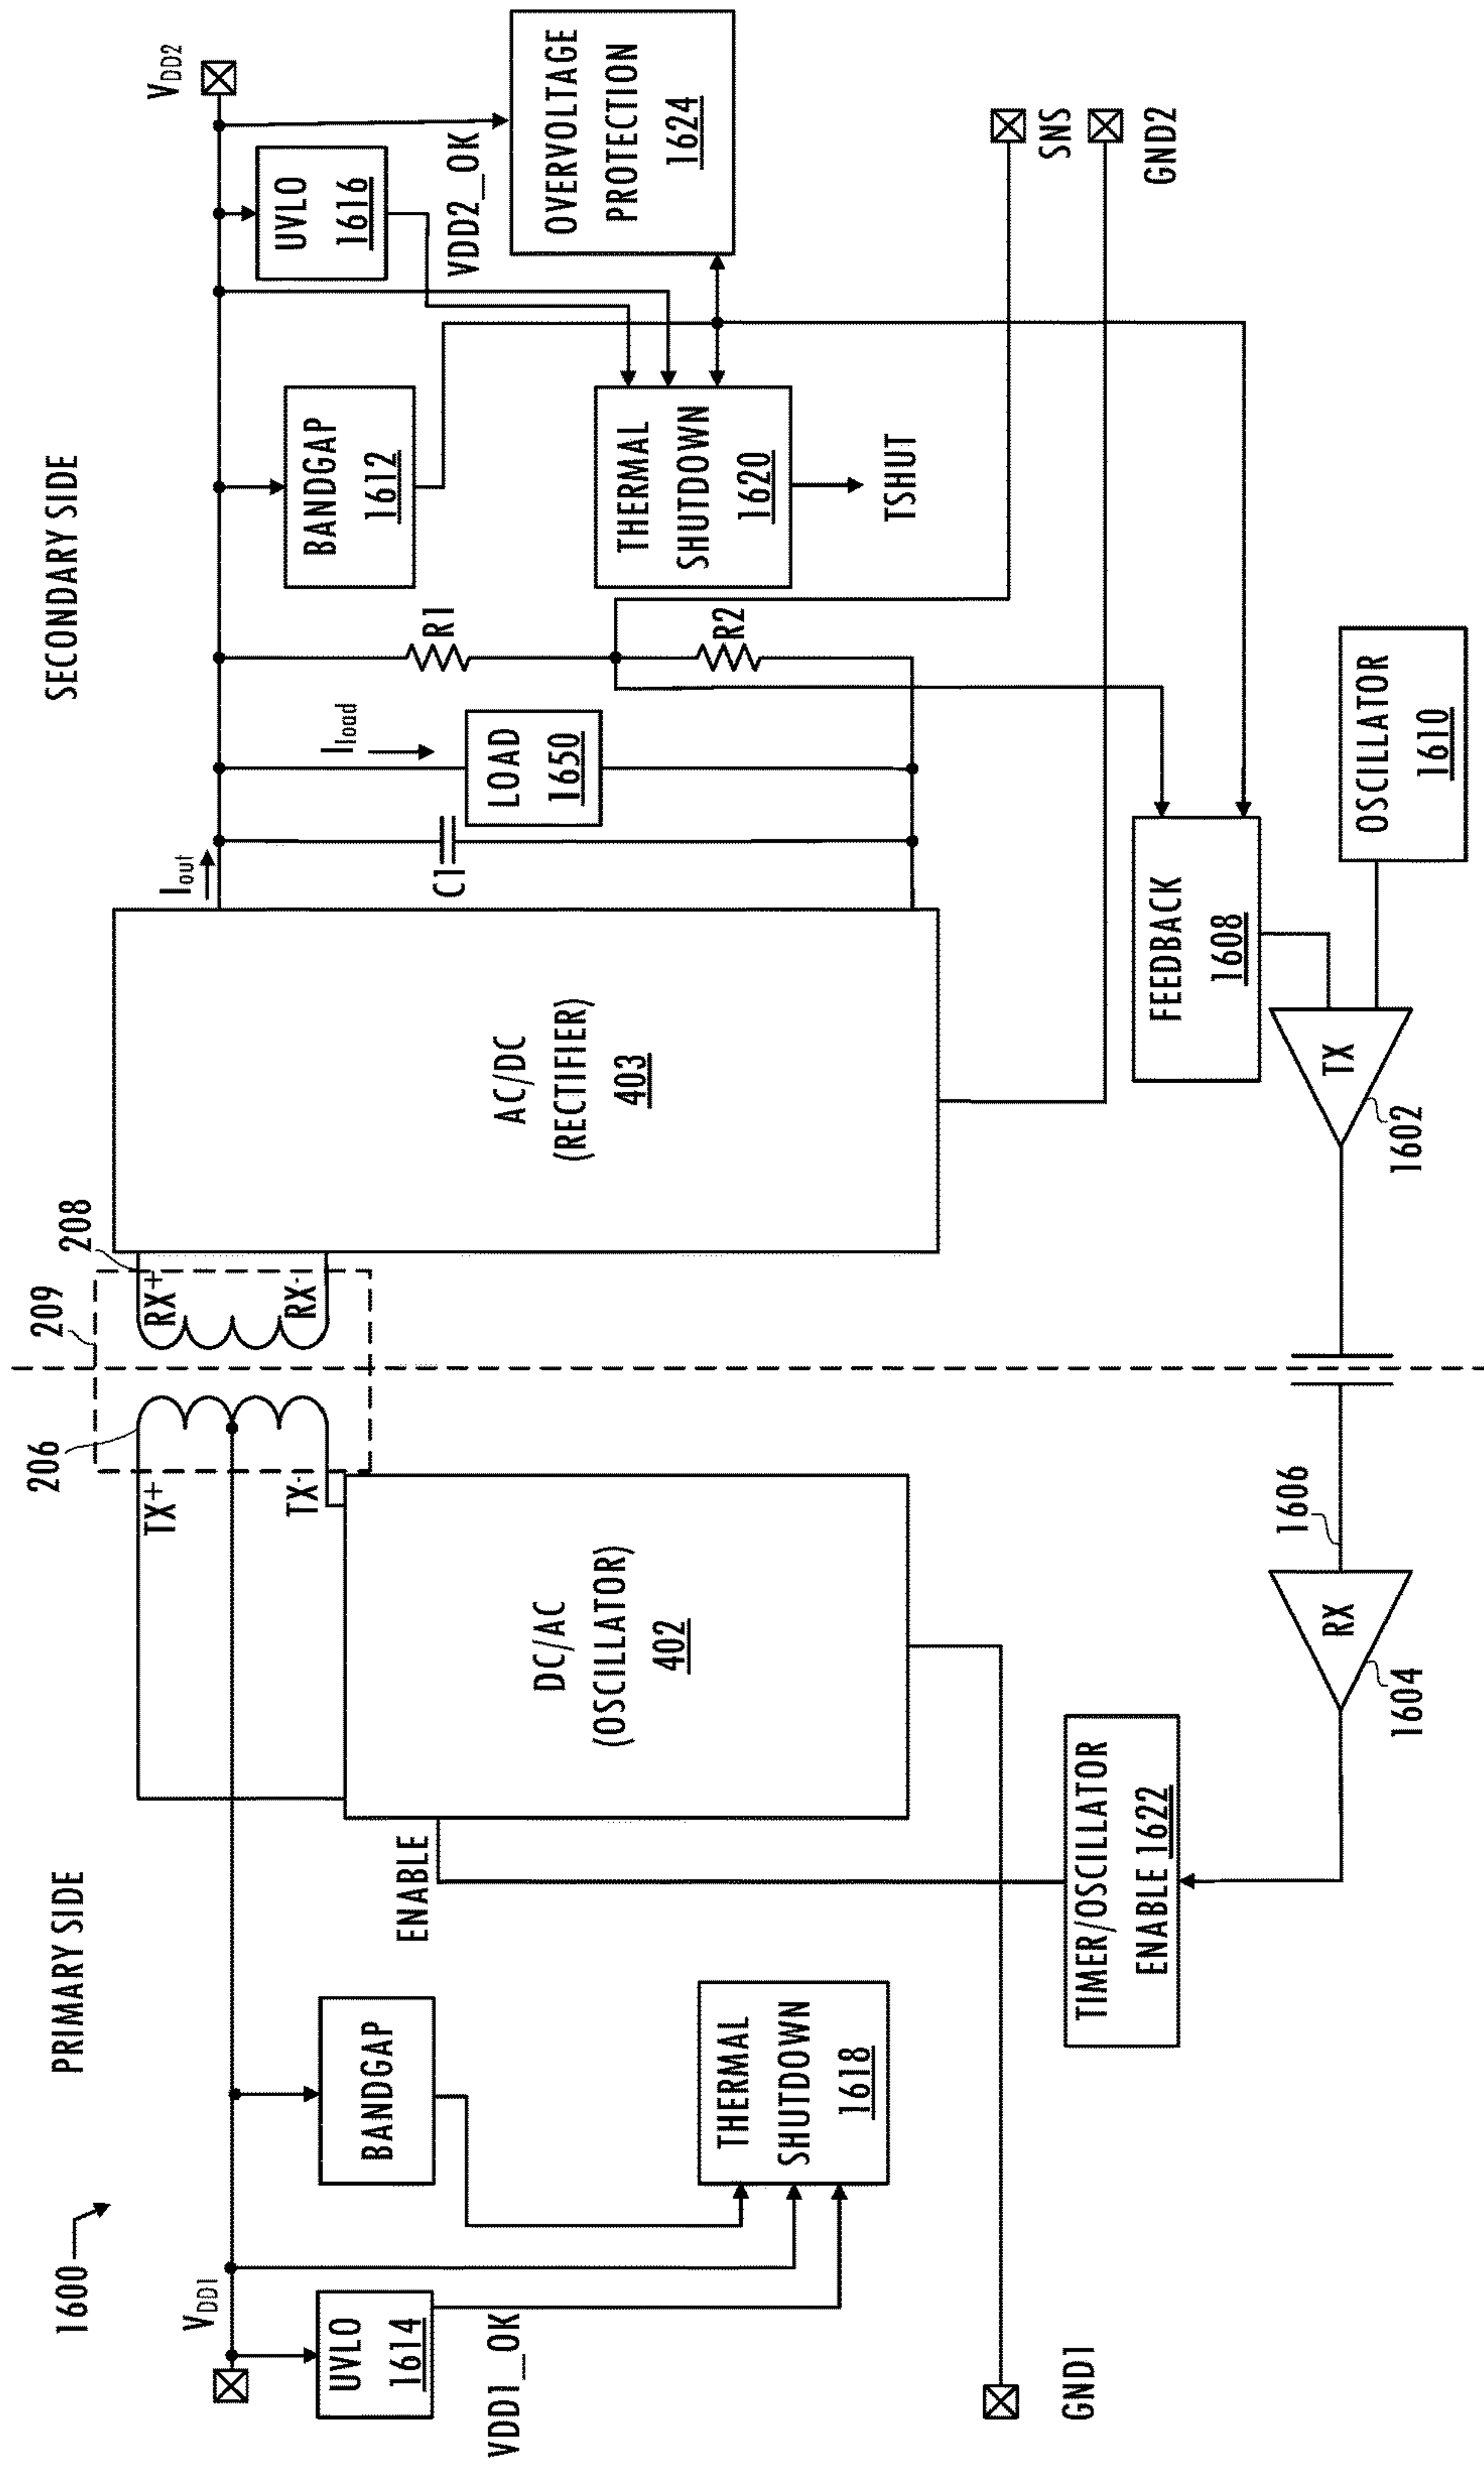 1600
PRIMARY SIDE
SECONDARY SIDE
VDD1
UVLO
1614
VDD1_OK
BANDGAP
THERMAL
SHUTDOWN
1618
GND1
ENABLE
TIMER/OSCILLATOR
ENABLE 1622
DC/AC
(OSCILLATOR)
402
TX+
TX-
206
209
208
RX+
RX-
AC/DC
(RECTIFIER)
403
Iout
C1
Iload
LOAD
1650
R1
R2
BANDGAP
1612
THERMAL
SHUTDOWN
1620
TSHUT
UVLO
1616
VDD2_OK
VDD2
OVERVOLTAGE
PROTECTION
1624
SNS
GND2
RX
1604
1606
TX
1602
FEEDBACK
1608
OSCILLATOR
1610